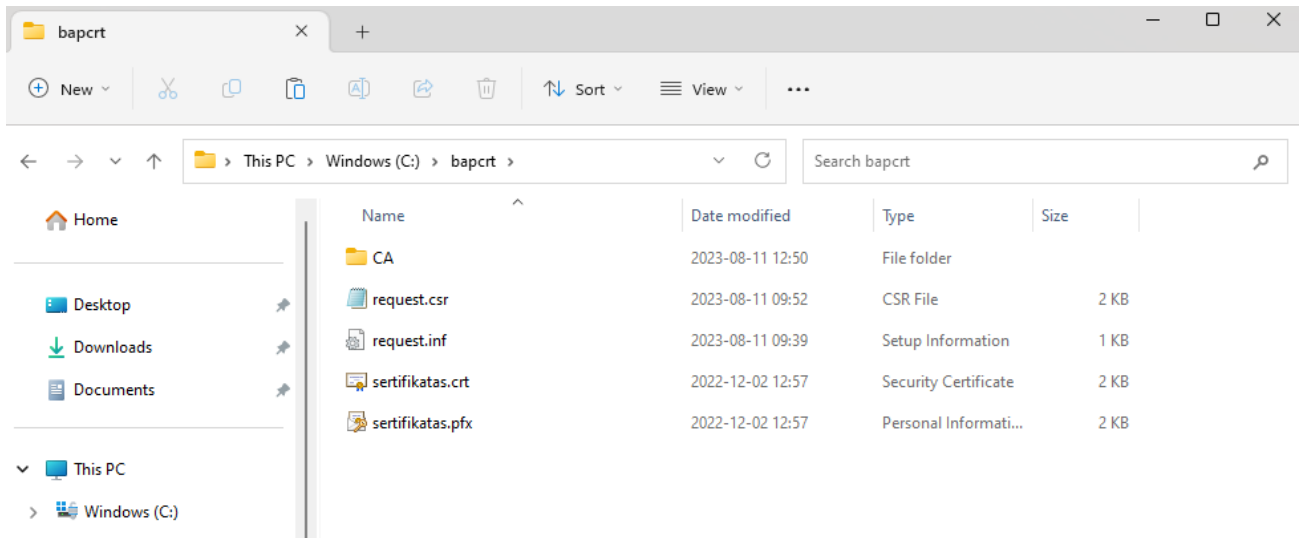 bapcrt
New
Sort
View
This PC > Windows (C:) > bapcrt >
Search bapcrt
Home
Desktop
Downloads
Documents
This PC
Windows (C:)
Name Date modified Type Size
CA 2023-08-11 12:50 File folder
request.csr 2023-08-11 09:52 CSR File 2 KB
request.inf 2023-08-11 09:39 Setup Information 1 KB
sertifikatas.crt 2022-12-02 12:57 Security Certificate 2 KB
sertifikatas.pfx 2022-12-02 12:57 Personal Informati... 2 KB